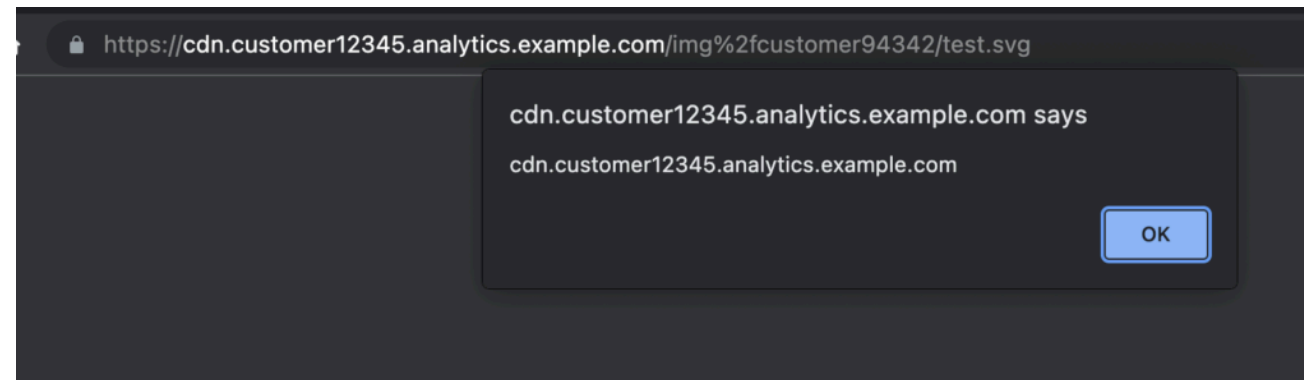 https://cdn.customer12345.analytics.example.com/img%2fcustomer94342/test.svg
cdn.customer12345.analytics.example.com says
cdn.customer12345.analytics.example.com
OK